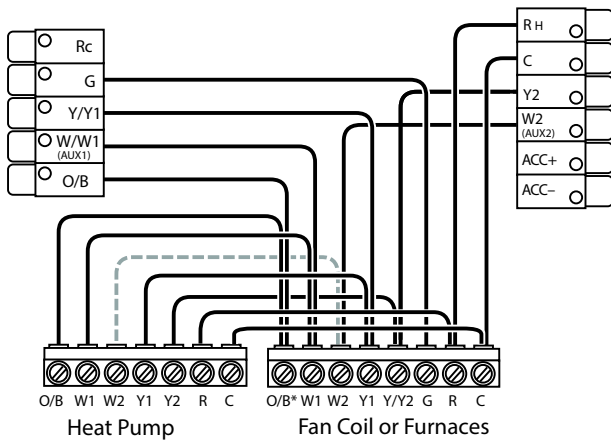 Rc
G
Y/Y1
W/W1
(AUX1)
O/B
RH
C
Y2
W2
(AUX2)
ACC+
ACC–
O/B W1 W2 Y1 Y2 R C
O/B* W1 W2 Y1 Y/Y2 G R C
Heat Pump
Fan Coil or Furnaces